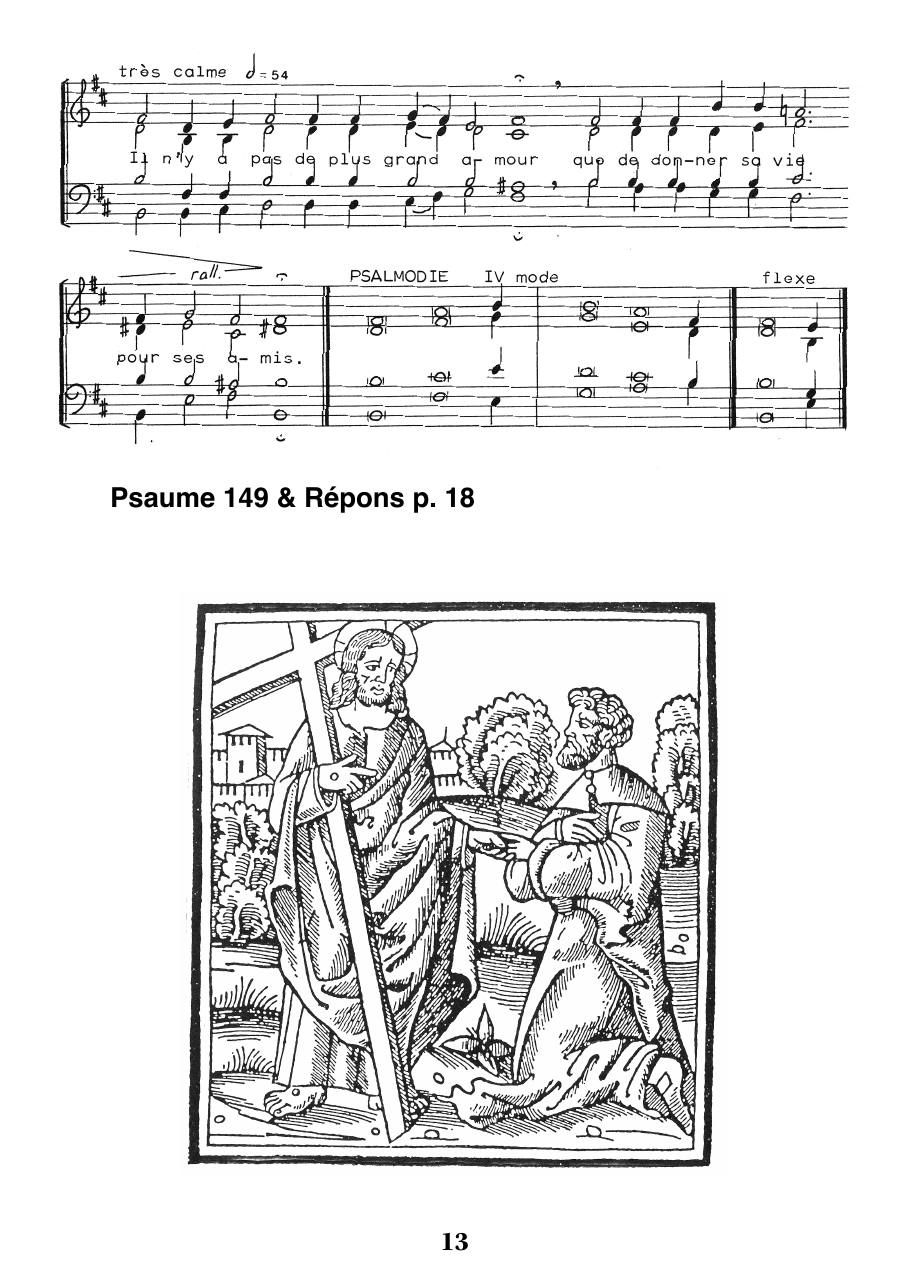 très calme 𝅗𝅥 = 54
Il n'y a pas de plus grand a- mour que de don-ner sa vie
rall. PSALMODIE IV mode flexe
pour ses a- mis.
Psaume 149 & Répons p. 18
13